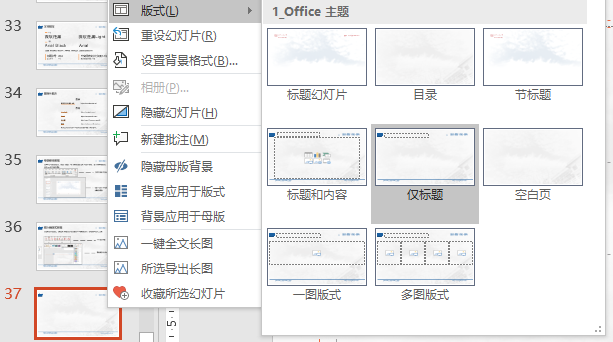 33
34
35
36
37
版式(L)
重设幻灯片(R)
设置背景格式(B)...
相册(P)...
隐藏幻灯片(H)
新建批注(M)
隐藏母版背景
背景应用于版式
背景应用于母版
一键全文长图
所选导出长图
收藏所选幻灯片
1_Office 主题
标题幻灯片
目录
节标题
标题和内容
仅标题
空白页
一图版式
多图版式
5